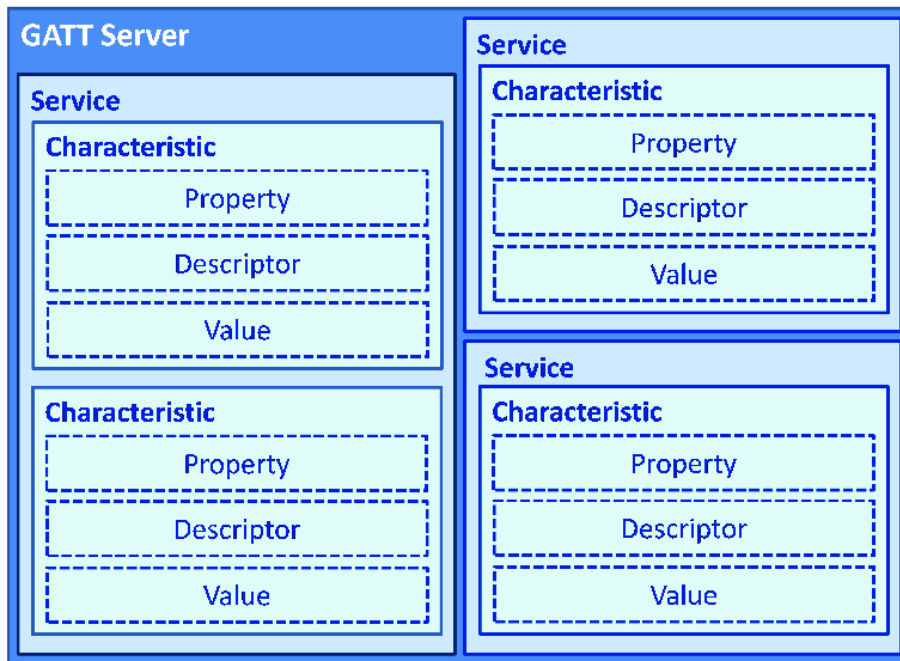 GATT Server
Service
Characteristic
Property
Descriptor
Value
Characteristic
Property
Descriptor
Value
Service
Characteristic
Property
Descriptor
Value
Service
Characteristic
Property
Descriptor
Value